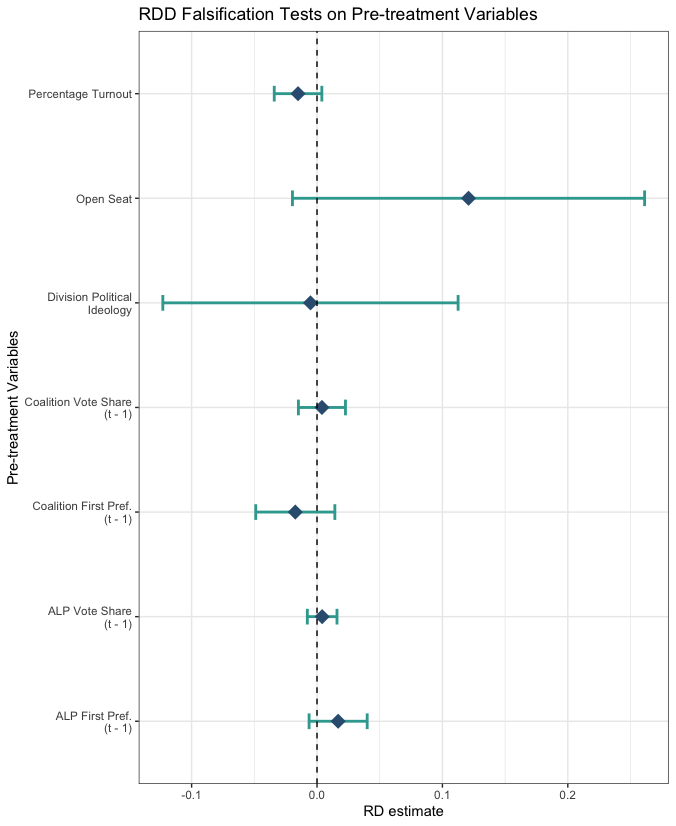 RDD Falsification Tests on Pre-treatment Variables
Pre-treatment Variables
Percentage Turnout
Open Seat
Division Political
Ideology
Coalition Vote Share
(t - 1)
Coalition First Pref.
(t - 1)
ALP Vote Share
(t - 1)
ALP First Pref.
(t - 1)
-0.1 0.0 0.1 0.2
RD estimate